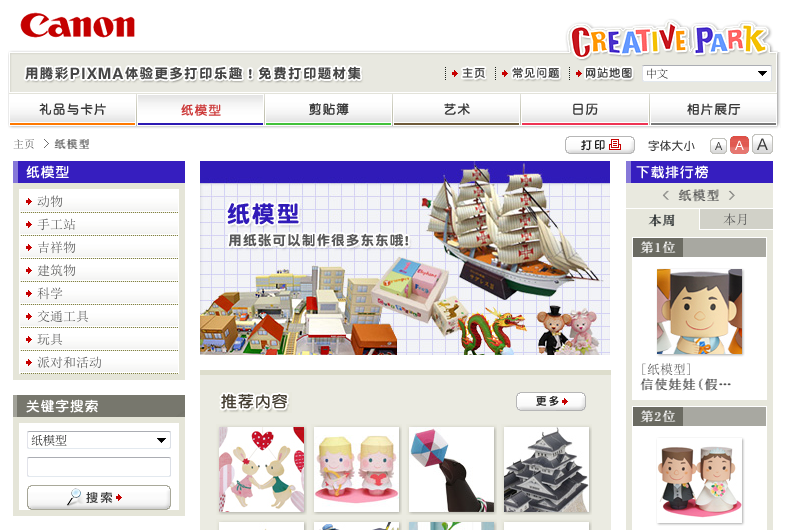 Canon
CREATIVE PARK
用腾彩PIXMA体验更多打印乐趣！免费打印题材集
主页
常见问题
网站地图
中文
礼品与卡片
纸模型
剪贴簿
艺术
日历
相片展厅
主页 > 纸模型
打印
字体大小
A A A
纸模型
动物
手工站
吉祥物
建筑物
科学
交通工具
玩具
派对和活动
关键字搜索
纸模型
搜索
纸模型
用纸张可以制作很多东东哦!
推荐内容
更多
下载排行榜
< 纸模型 >
本周
本月
第1位
[纸模型]
信使娃娃(假…
第2位